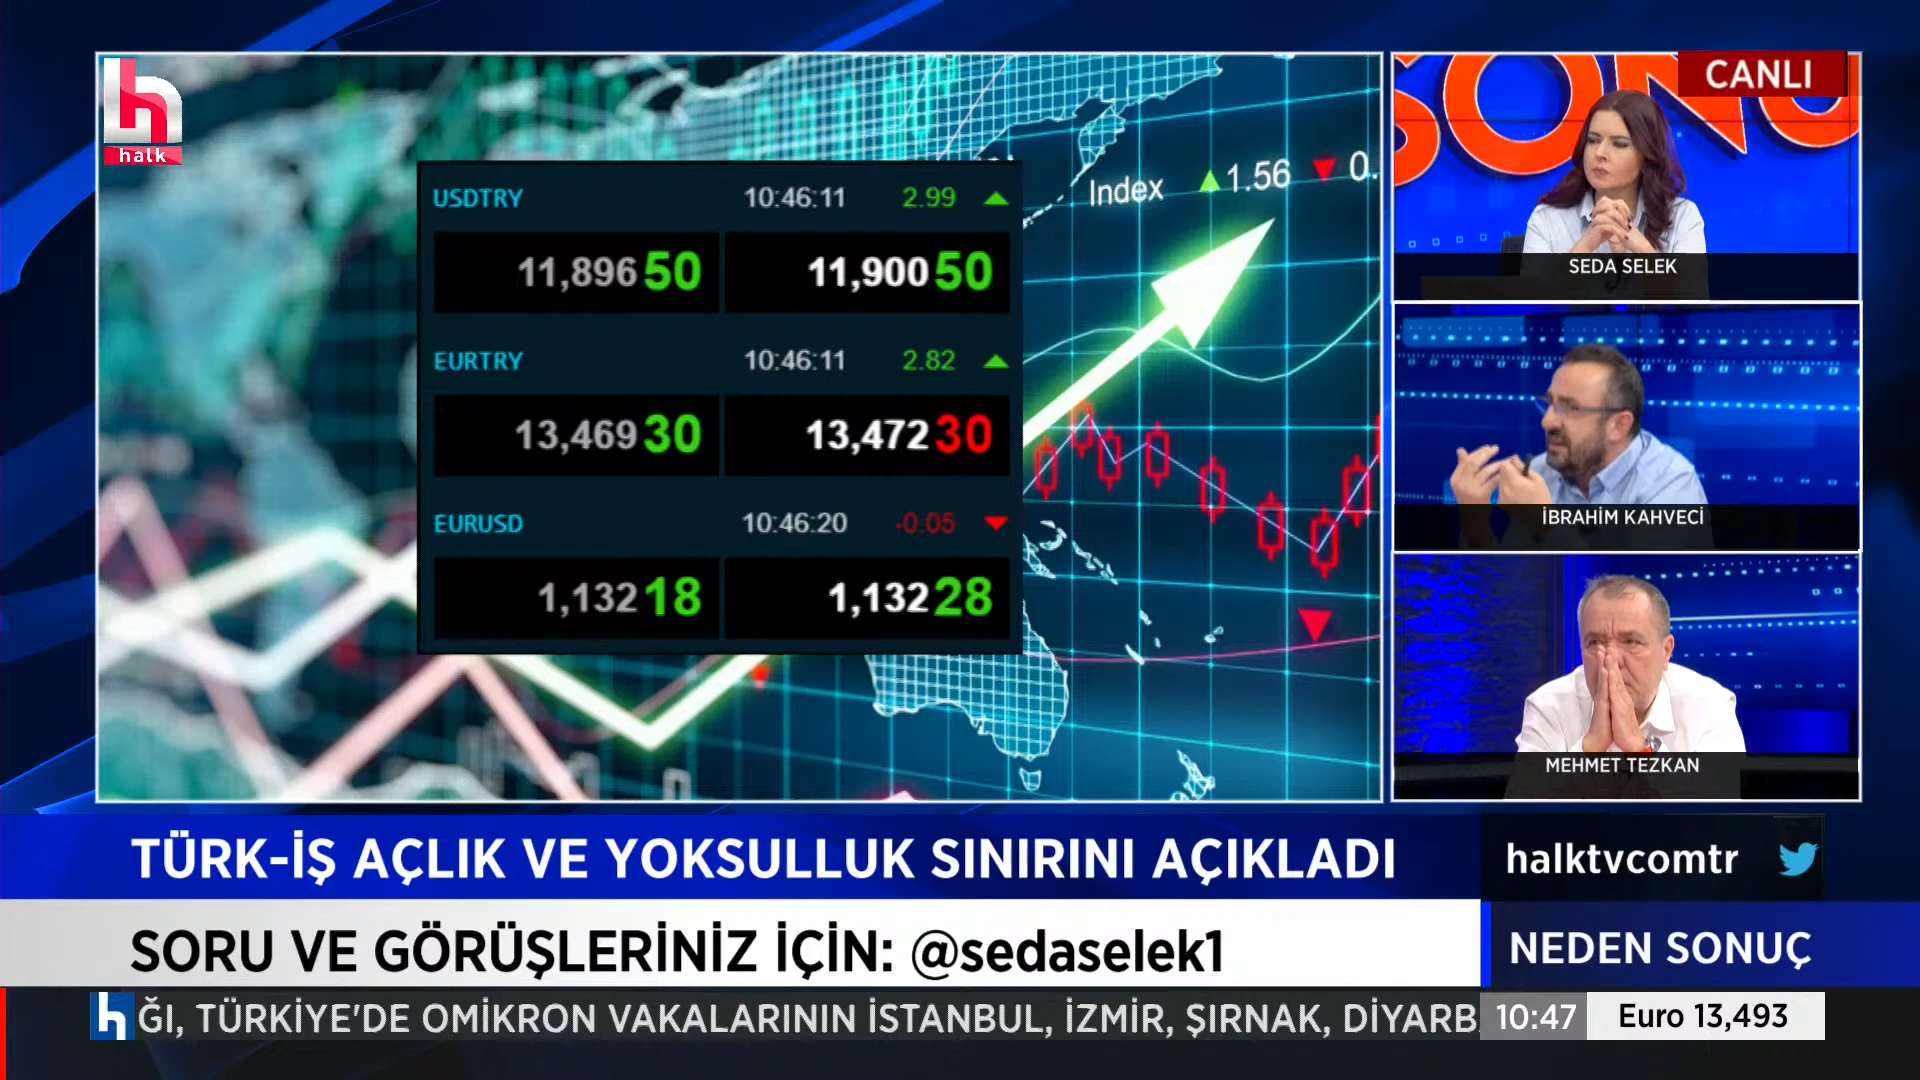 h
halk
USDTRY 10:46:11 2.99
11,896 50 11,900 50
EURTRY 10:46:11 2.82
13,469 30 13,472 30
EURUSD 10:46:20 -0.05
1,132 18 1,132 28
Index 1.56 0.
SONU
CANLI
SEDA SELEK
İBRAHİM KAHVECİ
MEHMET TEZKAN
TÜRK-İŞ AÇLIK VE YOKSULLUK SINIRINI AÇIKLADI
halktvcomtr
SORU VE GÖRÜŞLERİNİZ İÇİN: @sedaselek1
NEDEN SONUÇ
h ĞI, TÜRKİYE'DE OMİKRON VAKALARININ İSTANBUL, İZMİR, ŞIRNAK, DİYARB
10:47
Euro 13,493